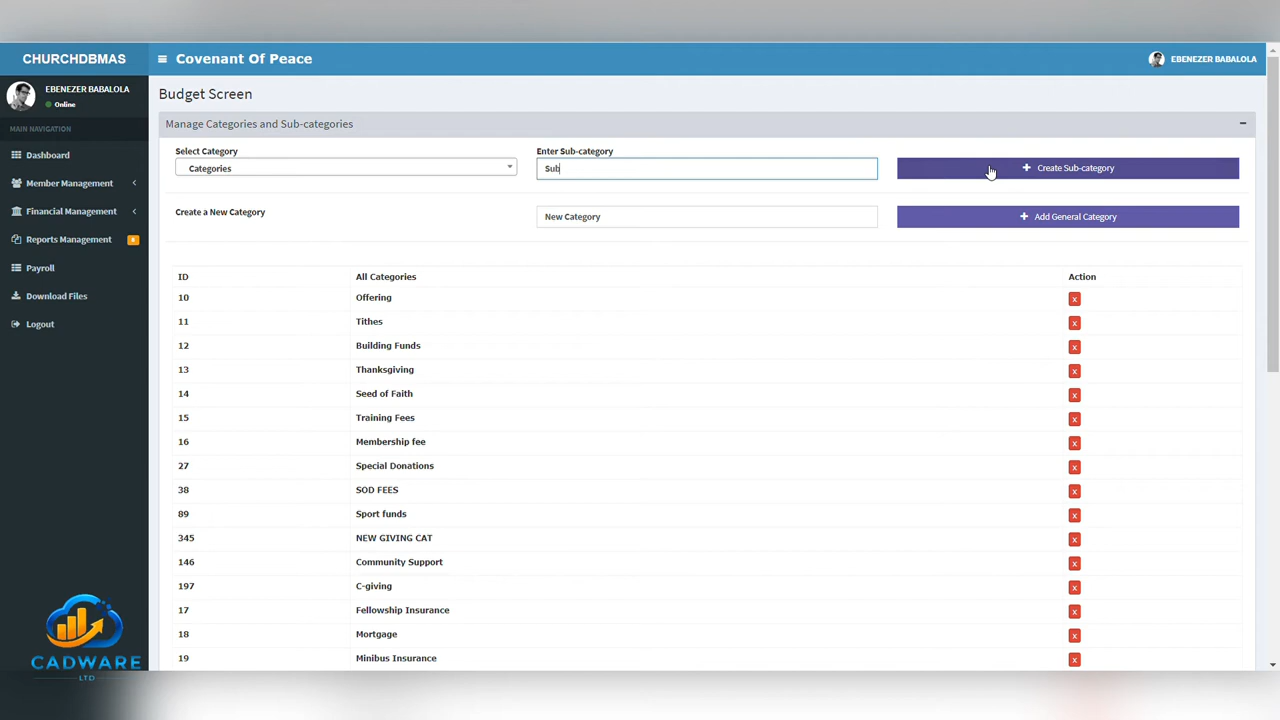 CHURCHDBMAS
Covenant Of Peace
EBENEZER BABALOLA
EBENEZER BABALOLA
Online
MAIN NAVIGATION
Dashboard
Member Management
Financial Management
Reports Management
8
Payroll
Download Files
Logout
Budget Screen
Manage Categories and Sub-categories
Select Category
Enter Sub-category
Categories
Sub
Create Sub-category
Create a New Category
New Category
Add General Category
ID All Categories Action
10 Offering x
11 Tithes x
12 Building Funds x
13 Thanksgiving x
14 Seed of Faith x
15 Training Fees x
16 Membership fee x
27 Special Donations x
38 SOD FEES x
89 Sport funds x
345 NEW GIVING CAT x
146 Community Support x
197 C-giving x
17 Fellowship Insurance x
18 Mortgage x
19 Minibus Insurance x
CADWARE
LTD